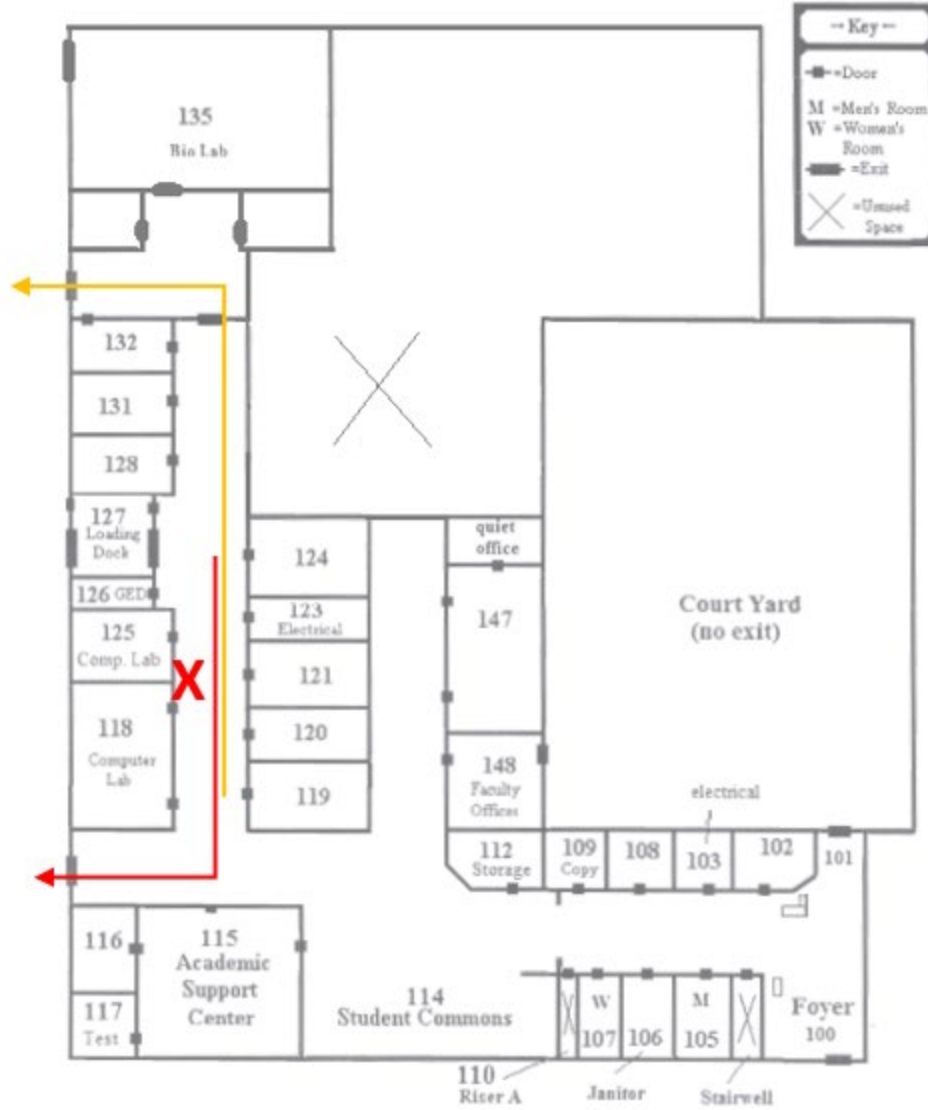 → Key ←
=Door
M =Men's Room
W =Women's
Room
=Exit
=Unused
Space
135
Bio Lab
132
131
128
127
Loading
Dock
126 GED
125
Comp. Lab
118
Computer
Lab
X
124
123
Electrical
121
120
119
quiet
office
147
148
Faculty
Offices
112
Storage
Court Yard
(no exit)
electrical
109
Copy
108
103
102
101
116
117
Test
115
Academic
Support
Center
114
Student Commons
W
107
106
M
105
Foyer
100
110
Riser A
Janitor
Stairwell